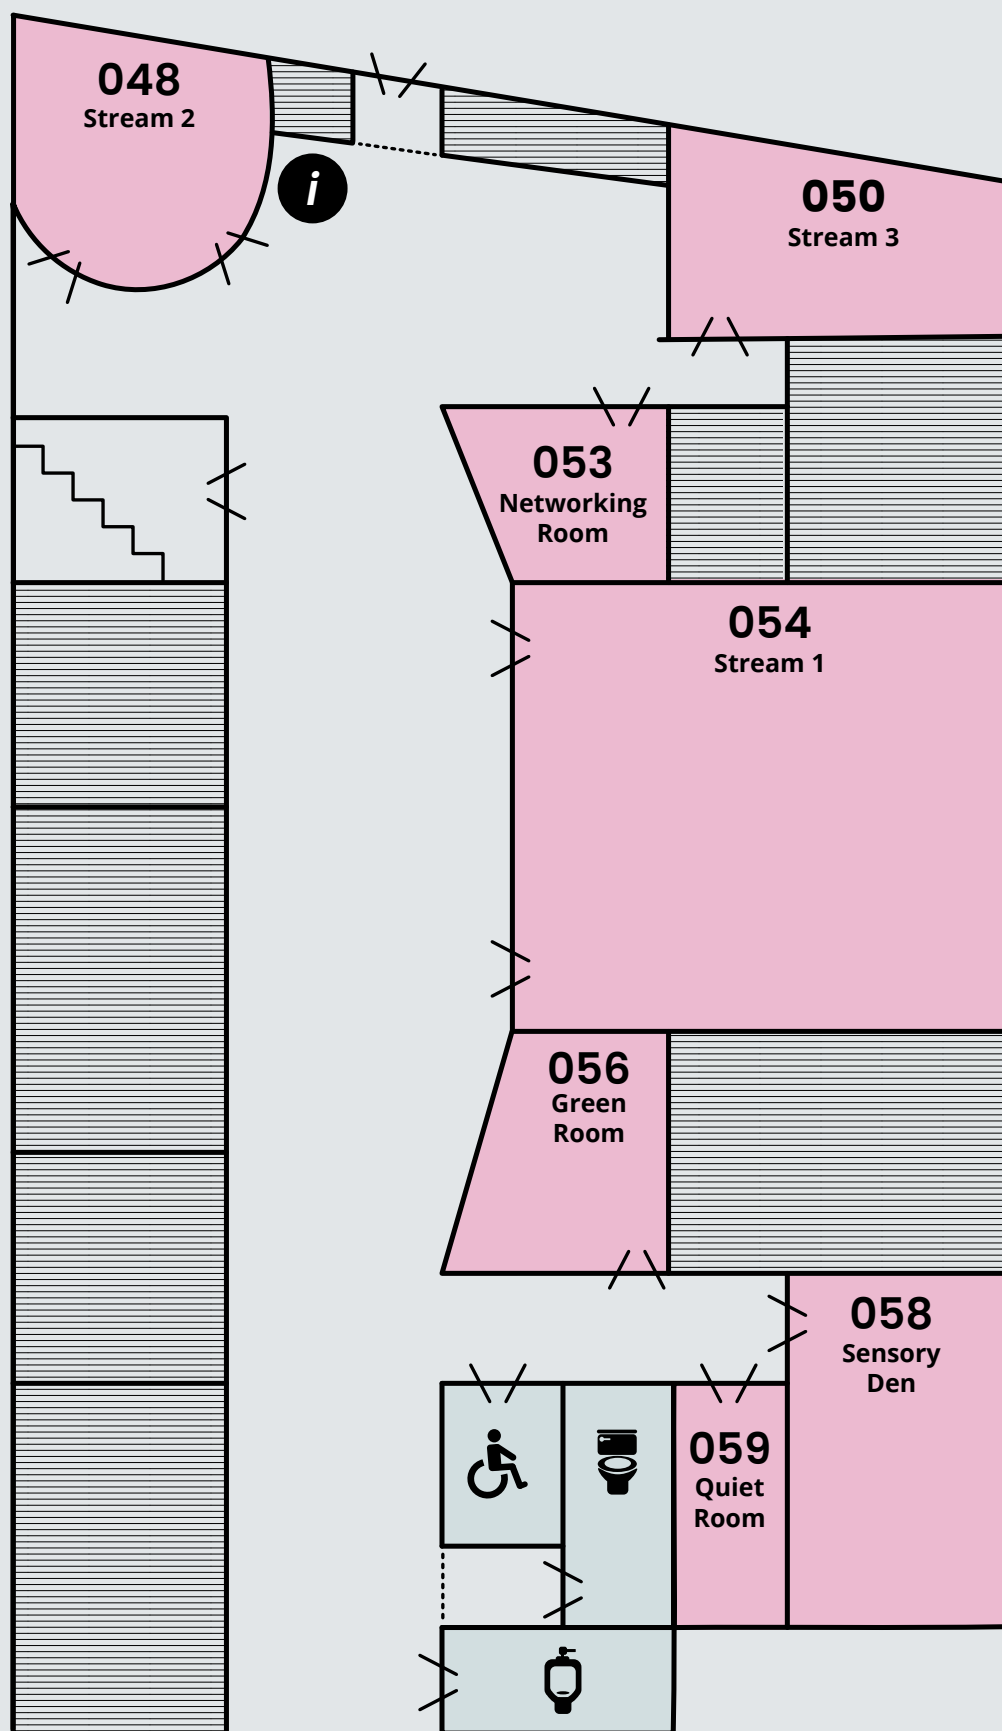 048
Stream 2
i
050
Stream 3
053
Networking
Room
054
Stream 1
056
Green
Room
058
Sensory
Den
059
Quiet
Room